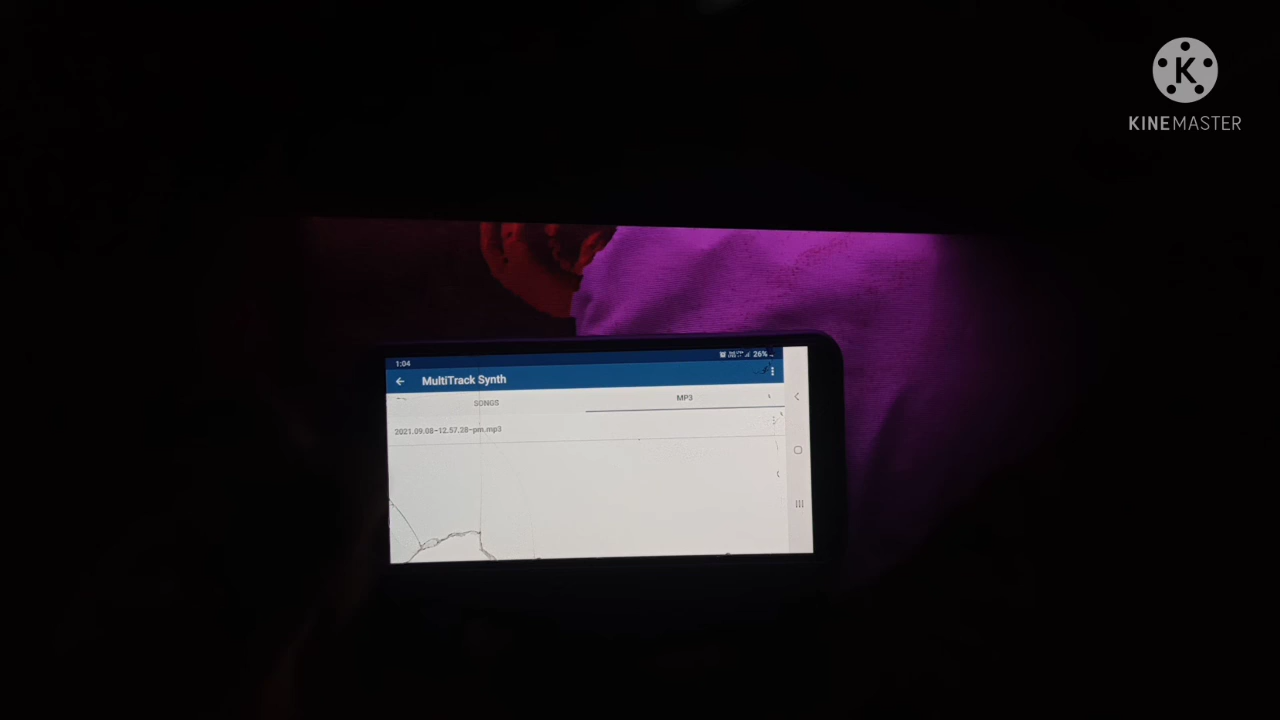 KINEMASTER
1:04
26%
MultiTrack Synth
SONGS
MP3
2021.09.08-12.57.28-pm.mp3